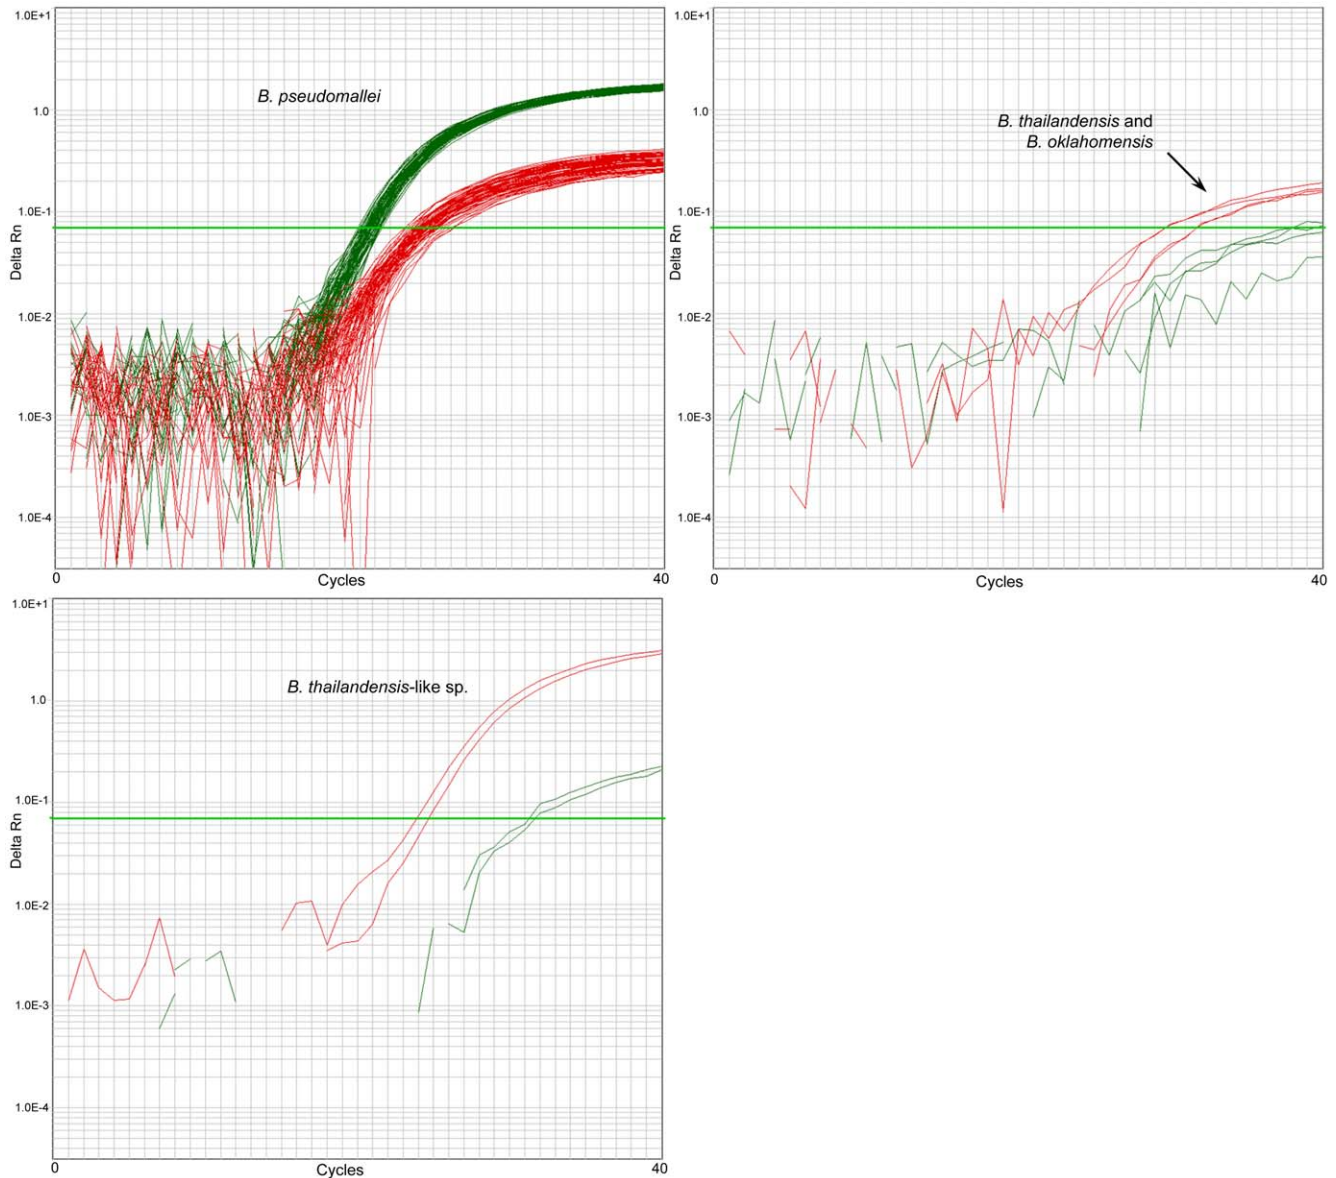 1.0E+1
1.0
1.0E-1
1.0E-2
1.0E-3
1.0E-4
Delta Rn
B. pseudomallei
0
Cycles
40
1.0E+1
1.0
1.0E-1
1.0E-2
1.0E-3
1.0E-4
Delta Rn
B. thailandensis and
B. oklahomensis
0
Cycles
40
1.0E+1
1.0
1.0E-1
1.0E-2
1.0E-3
1.0E-4
Delta Rn
B. thailandensis-like sp.
0
Cycles
40